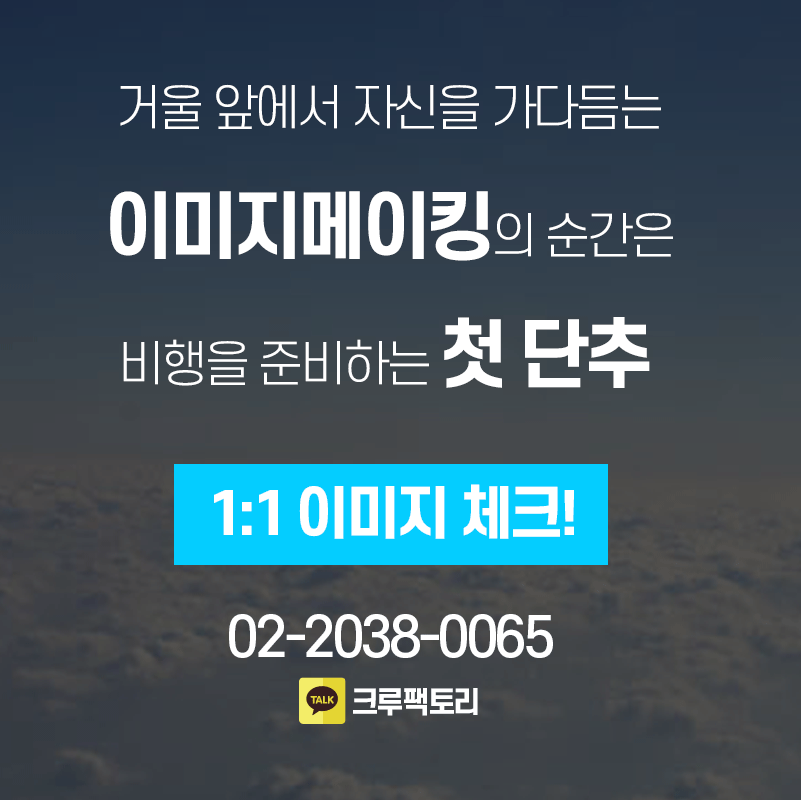 거울 앞에서 자신을 가다듬는
이미지메이킹의 순간은
비행을 준비하는 첫 단추
1:1 이미지 체크!
02-2038-0065
TALK 크루팩토리